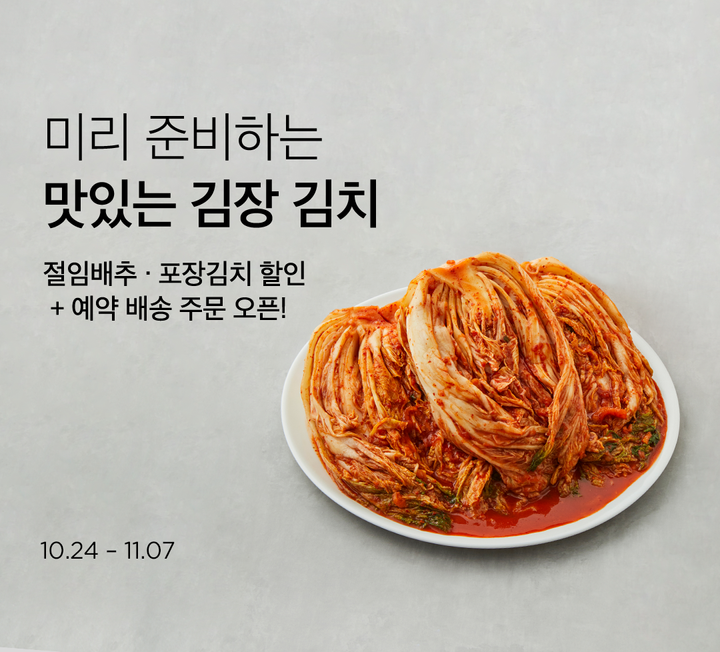 미리 준비하는
맛있는 김장 김치
절임배추 · 포장김치 할인
+ 예약 배송 주문 오픈!
10.24 – 11.07